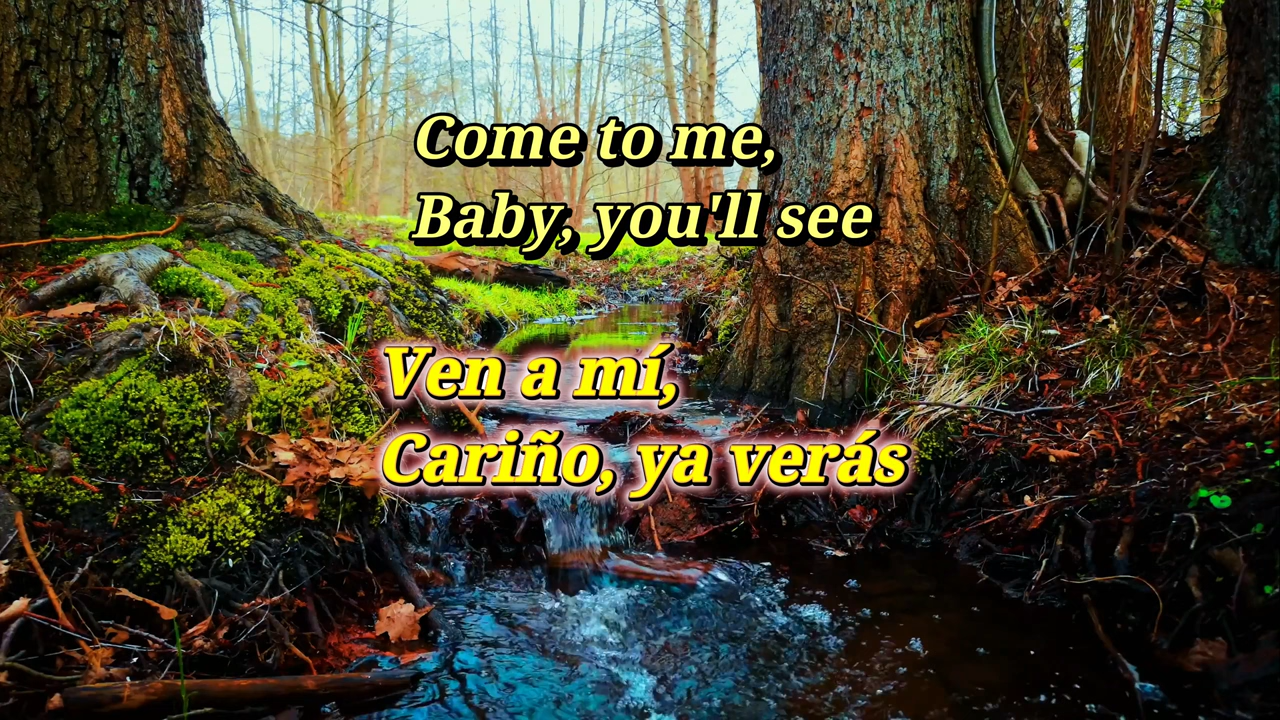 Come to me,
Baby, you'll see
Ven a mí,
Cariño, ya verás